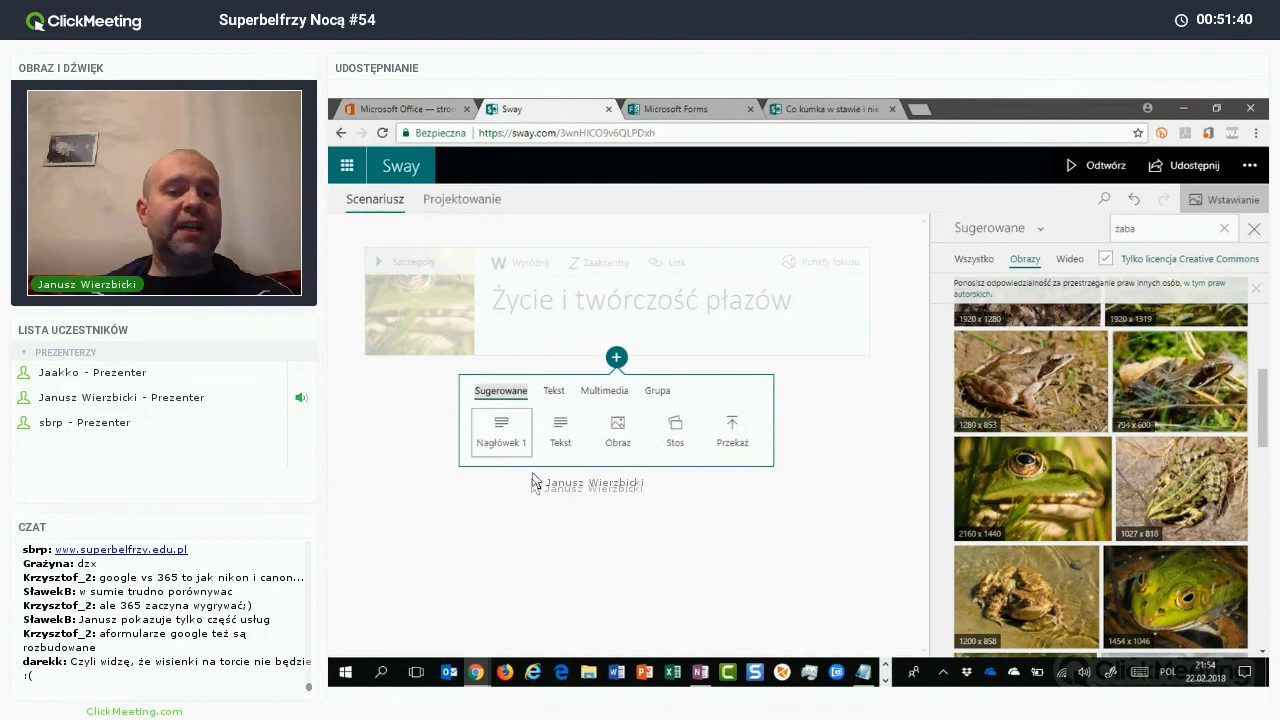 ClickMeeting
Superbelfrzy Nocą #54
00:51:40
OBRAZ I DŹWIĘK
Janusz Wierzbicki
LISTA UCZESTNIKÓW
PREZENTERZY
Jaakko - Prezenter
Janusz Wierzbicki - Prezenter
sbrp - Prezenter
CZAT
sbrp: www.superbelfrzy.edu.pl
Grażyna: dzx
Krzysztof_2: google vs 365 to jak nikon i canon...
SławekB: w sumie trudno porównywac
Krzysztof_2: ale 365 zaczyna wygrywać;)
SławekB: Janusz pokazuje tylko część usług
Krzysztof_2: aformularze google też są
rozbudowane
darekk: Czyli widzę, że wisienki na torcie nie będzie
:(
ClickMeeting.com
UDOSTĘPNIANIE
Microsoft Office — stron
Sway
Microsoft Forms
Co kumka w stawie i nie
Bezpieczna
https://sway.com/3wnHICO9v6QLPDxh
Sway
Odtwórz
Udostępnij
Scenariusz
Projektowanie
Wstawianie
Szczegóły
Wyróżnij
Zaakcentuj
Link
Punkty fokusu
Życie i twórczość płazów
Sugerowane
Tekst
Multimedia
Grupa
Nagłówek 1
Tekst
Obraz
Stos
Przekaż
Janusz Wierzbicki
Janusz Wierzbicki
Sugerowane
żaba
Wszystko
Obrazy
Wideo
Tylko licencja Creative Commons
Ponosisz odpowiedzialność za przestrzeganie praw innych osób, w tym praw
autorskich.
1920 x 1280
1920 x 1319
1280 x 853
794 x 600
2160 x 1440
1027 x 818
1200 x 858
1454 x 1046
ClickMeeting
POL
21:54
22.02.2018